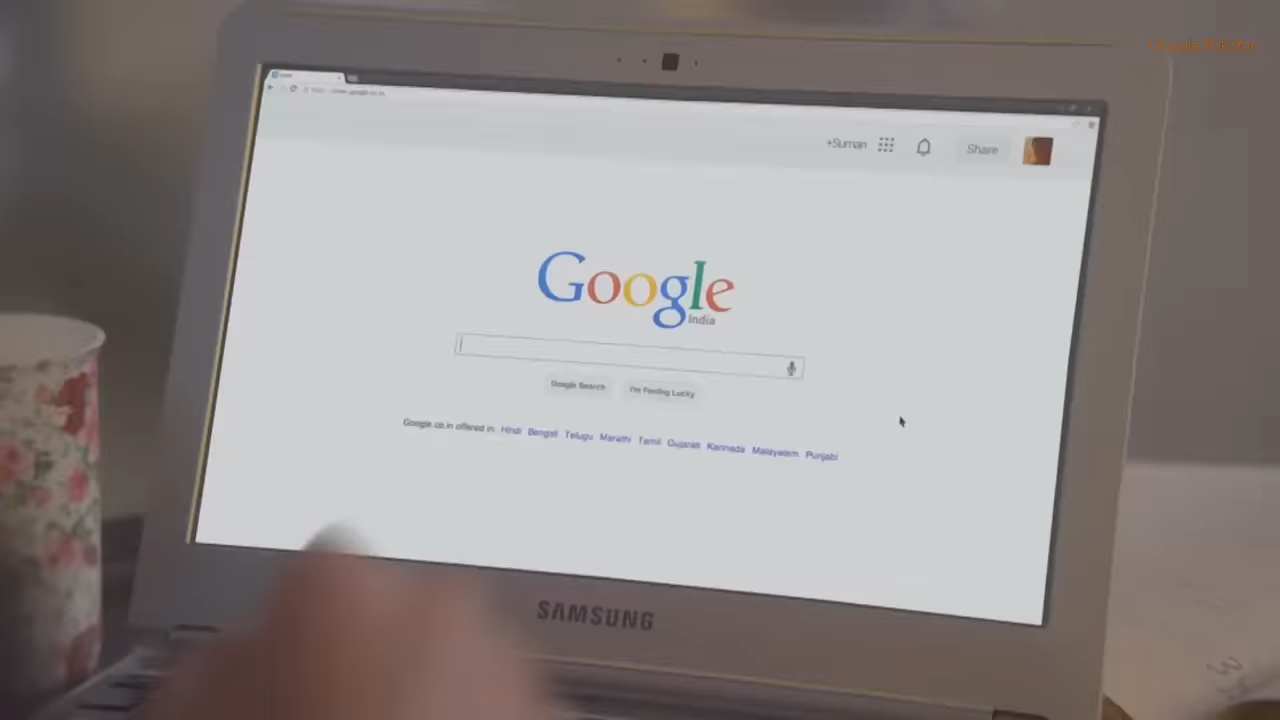 +Suman Share
Google
India
Google Search I'm Feeling Lucky
Google.co.in offered in: Hindi Bengali Telugu Marathi Tamil Gujarati Kannada Malayalam Punjabi
SAMSUNG